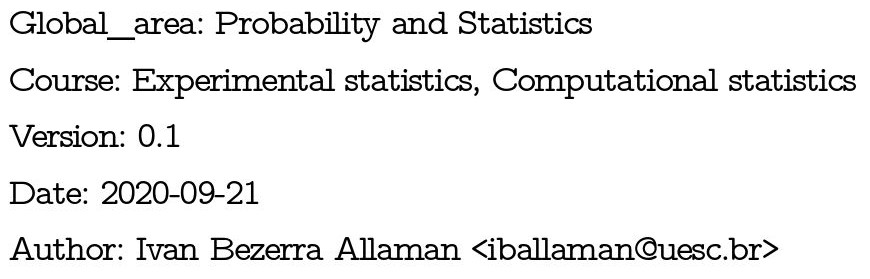 Global_area: Probability and Statistics
Course: Experimental statistics, Computational statistics
Version: 0.1
Date: 2020-09-21
Author: Ivan Bezerra Allaman <iballaman@uesc.br>